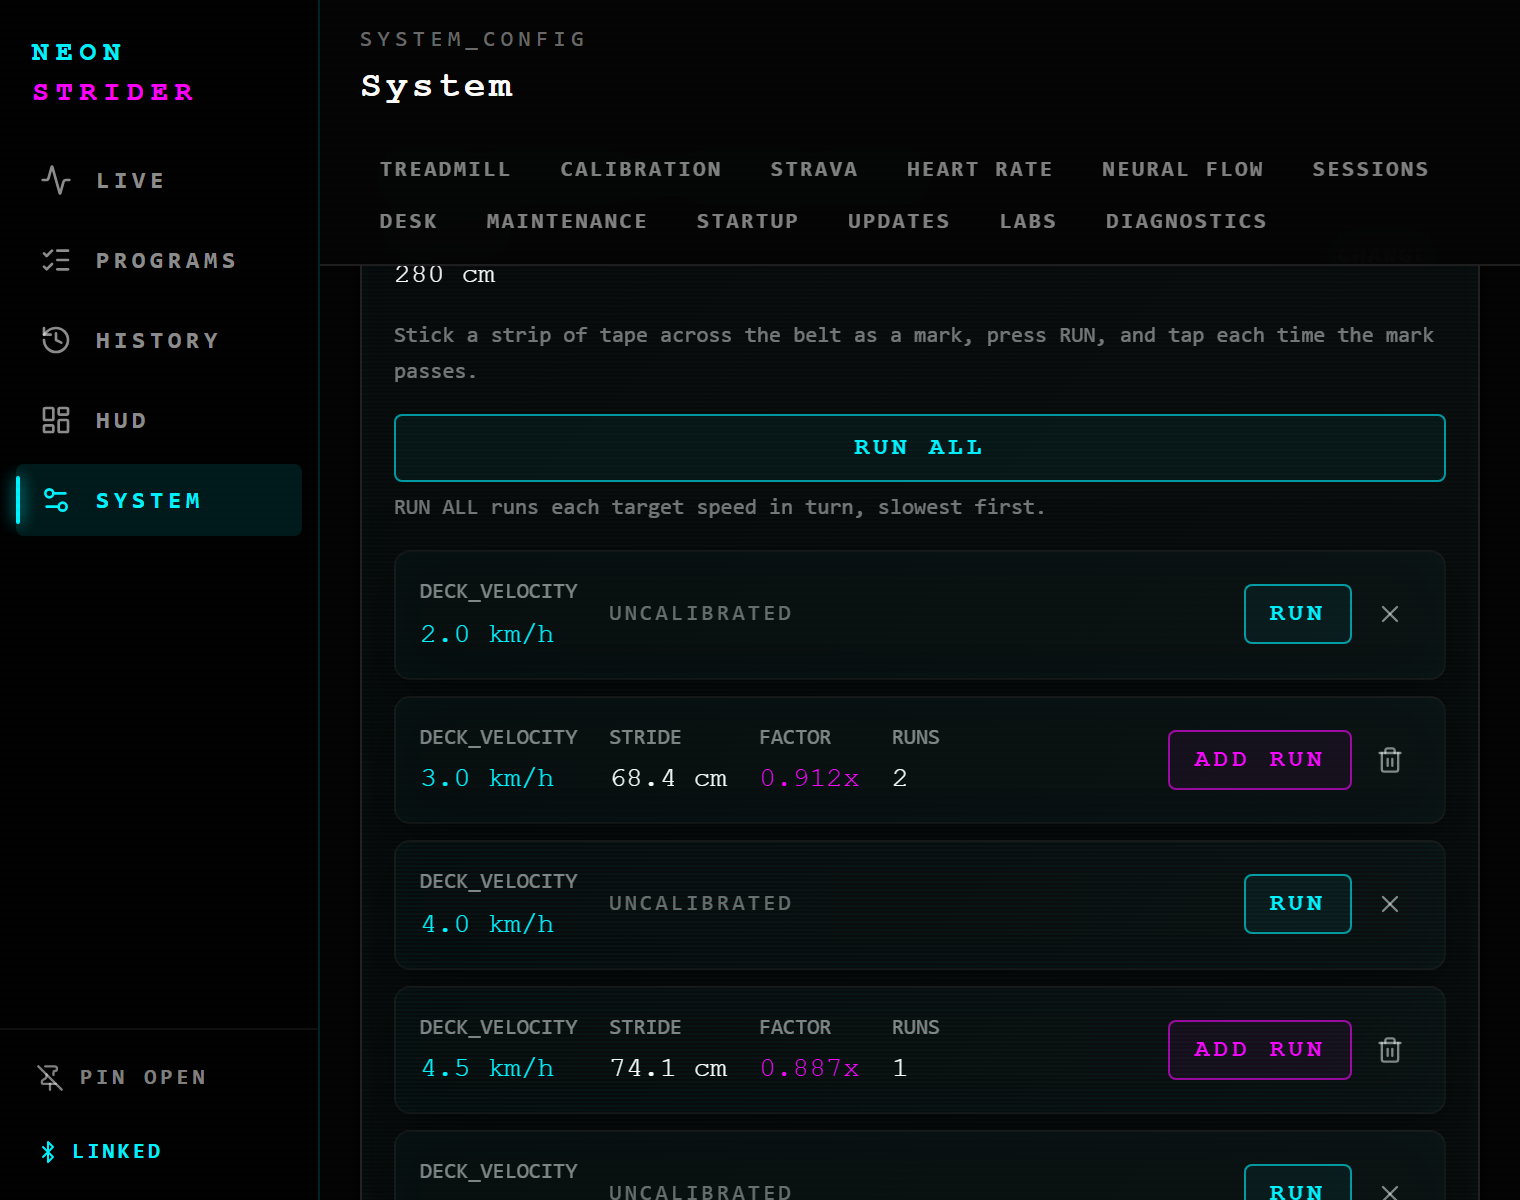 NEON
STRIDER
LIVE
PROGRAMS
HISTORY
HUD
SYSTEM
PIN OPEN
LINKED
SYSTEM_CONFIG
System
TREADMILL CALIBRATION STRAVA HEART RATE NEURAL FLOW SESSIONS
DESK MAINTENANCE STARTUP UPDATES LABS DIAGNOSTICS
280 cm
Stick a strip of tape across the belt as a mark, press RUN, and tap each time the mark
passes.
RUN ALL
RUN ALL runs each target speed in turn, slowest first.
DECK_VELOCITY
2.0 km/h
UNCALIBRATED
RUN
DECK_VELOCITY STRIDE FACTOR RUNS
3.0 km/h 68.4 cm 0.912x 2
ADD RUN
DECK_VELOCITY
4.0 km/h
UNCALIBRATED
RUN
DECK_VELOCITY STRIDE FACTOR RUNS
4.5 km/h 74.1 cm 0.887x 1
ADD RUN
DECK_VELOCITY
UNCALIBRATED
RUN